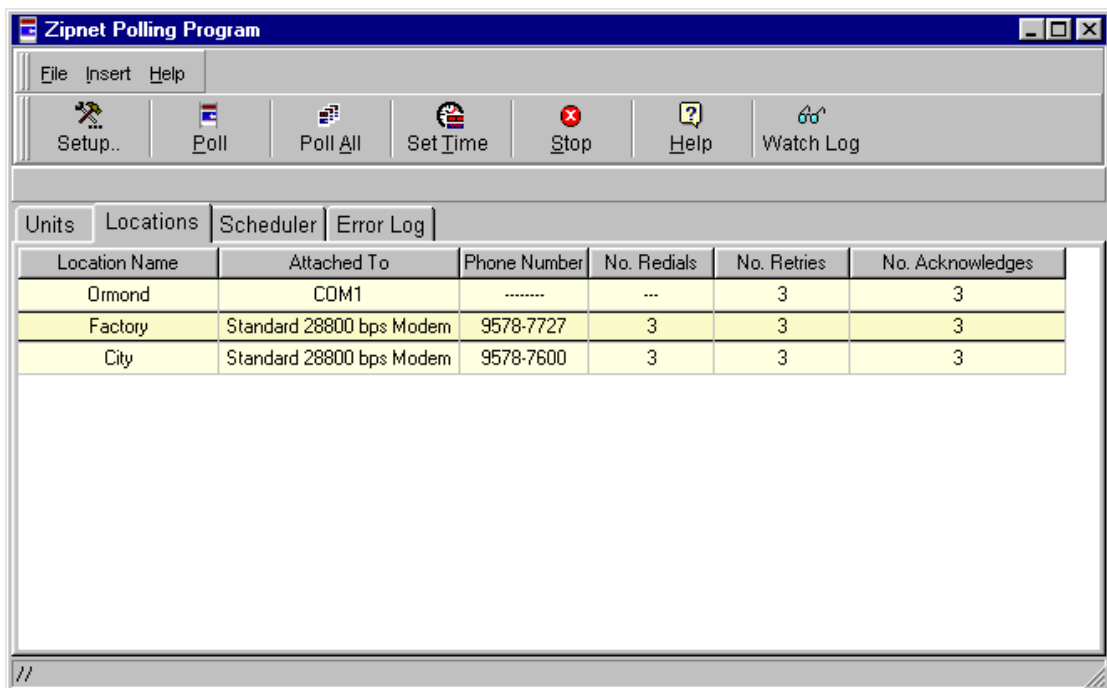 Zipnet Polling Program
File Insert Help
Setup.. Poll Poll All Set Time Stop Help Watch Log
Units Locations Scheduler Error Log
Location Name Attached To Phone Number No. Redials No. Retries No. Acknowledges
Ormond COM1 -------- --- 3 3
Factory Standard 28800 bps Modem 9578-7727 3 3 3
City Standard 28800 bps Modem 9578-7600 3 3 3
//